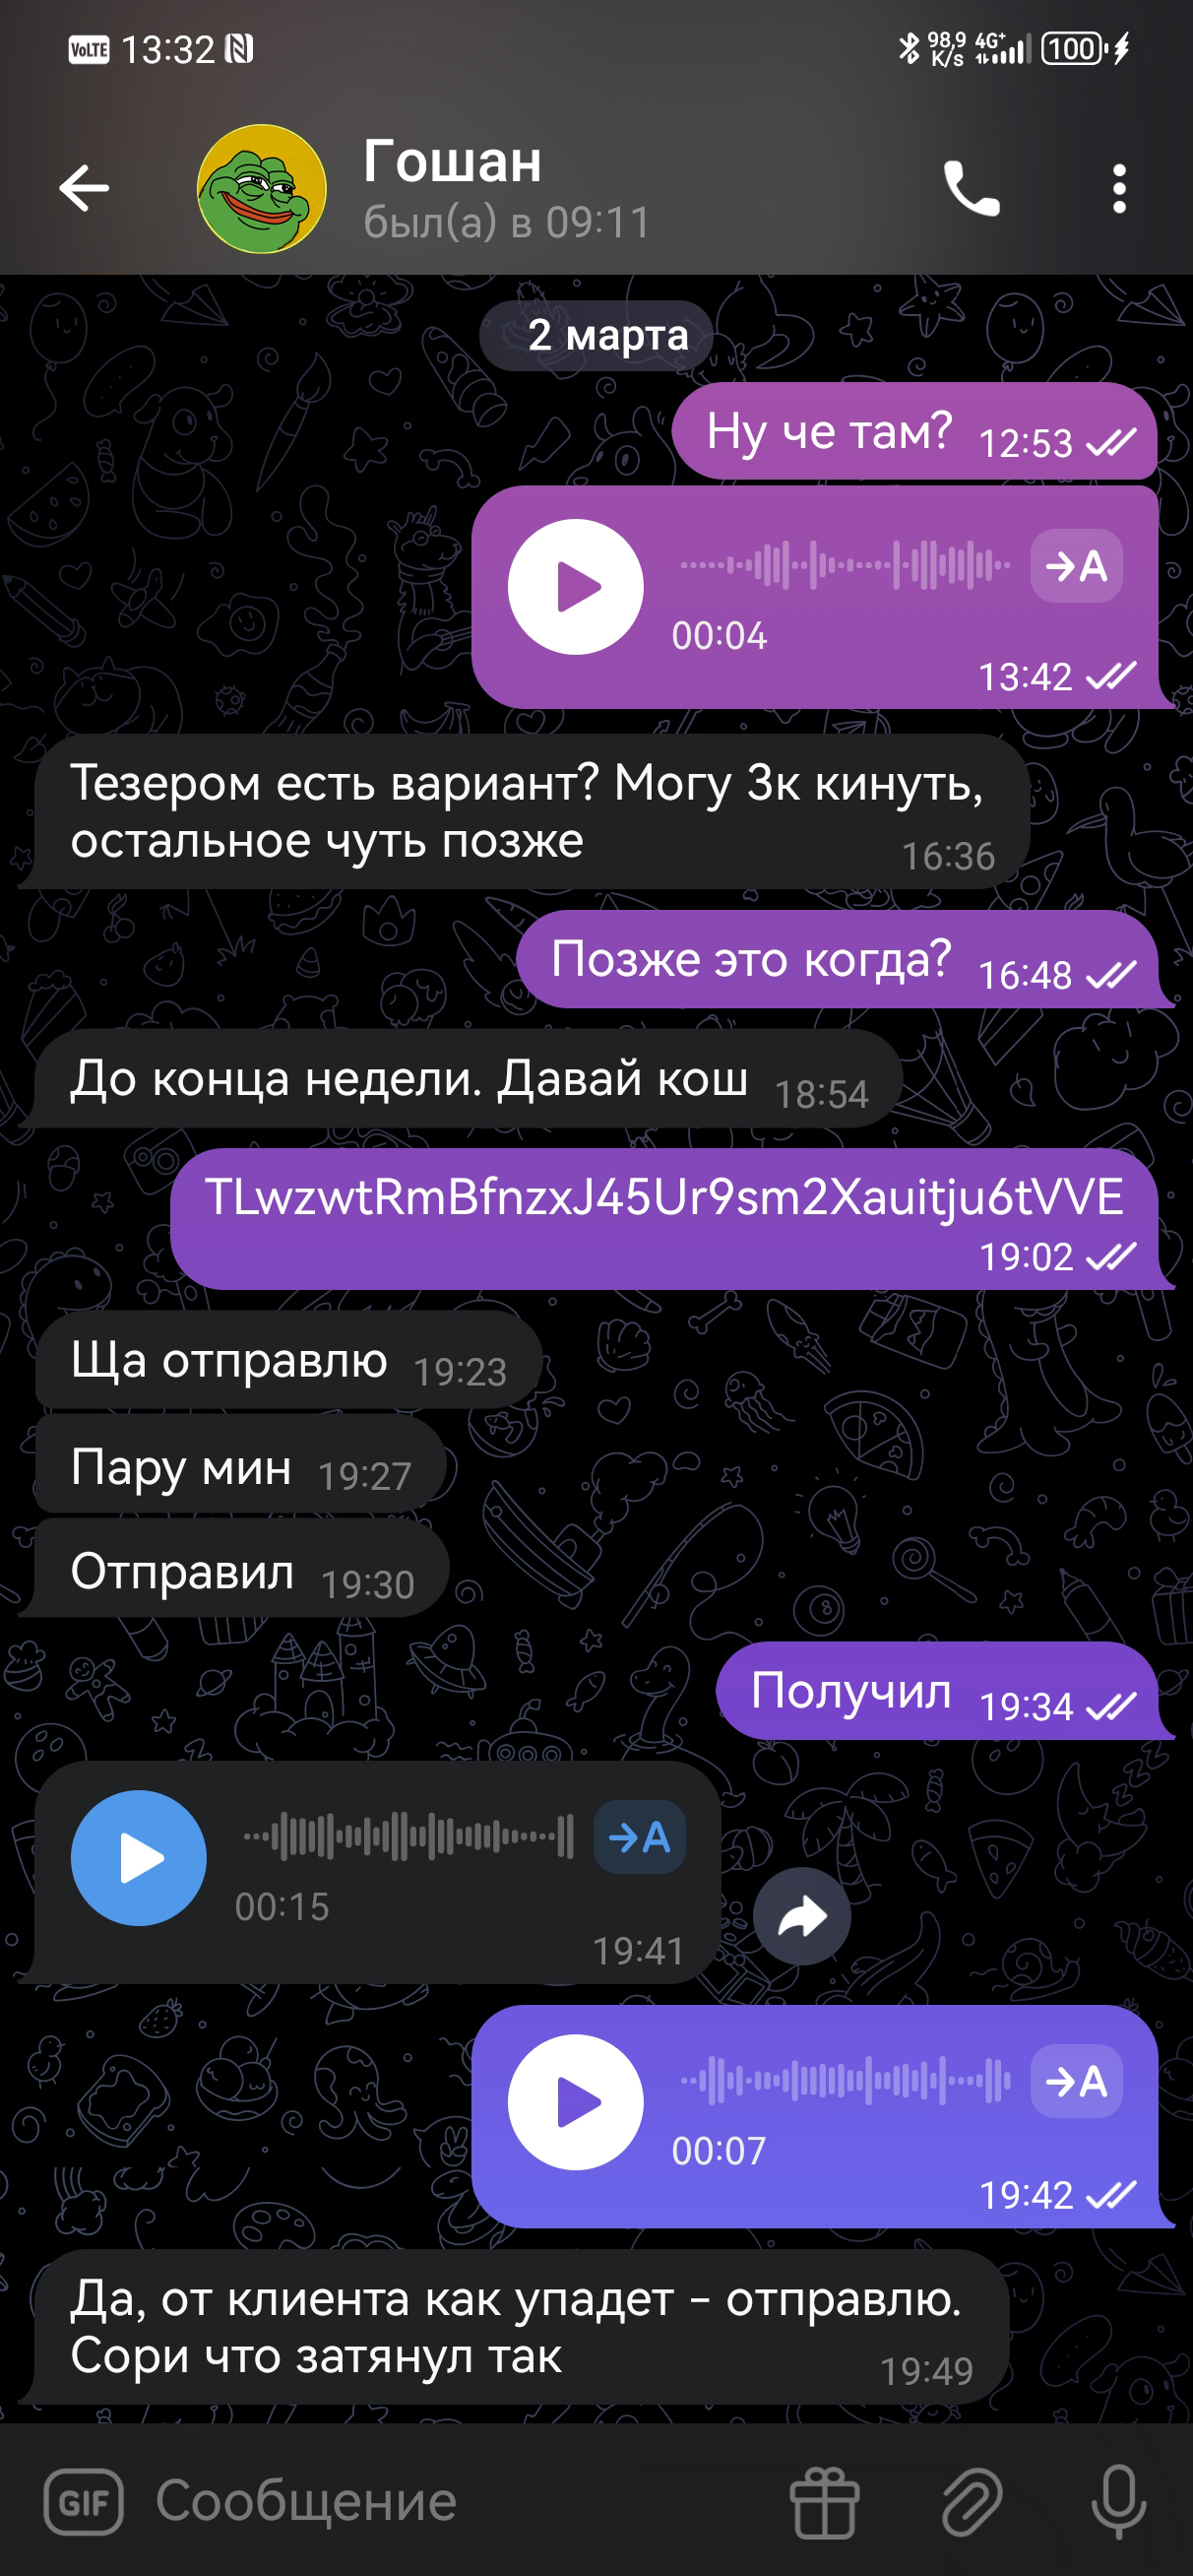 VoLTE 13:32 98,9 K/s 4G+ 100
Гошан
был(а) в 09:11
2 марта
Ну че там? 12:53
→A
00:04
13:42
Тезером есть вариант? Могу 3к кинуть,
остальное чуть позже 16:36
Позже это когда? 16:48
До конца недели. Давай кош 18:54
TLwzwtRmBfnzxJ45Ur9sm2Xauitju6tVVE
19:02
Ща отправлю 19:23
Пару мин 19:27
Отправил 19:30
Получил 19:34
→A
00:15
19:41
→A
00:07
19:42
Да, от клиента как упадет – отправлю.
Сори что затянул так 19:49
GIF Сообщение